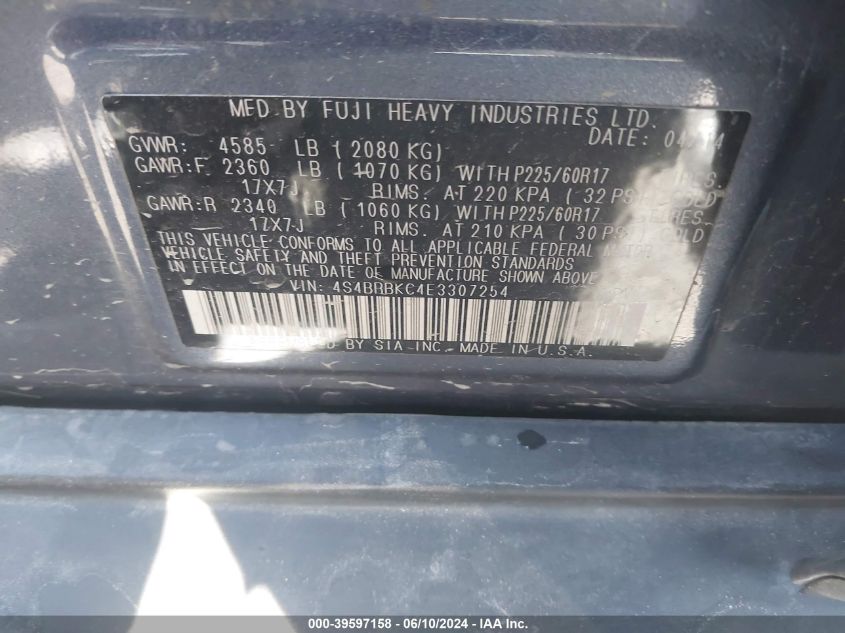 MFD BY FUJI HEAVY INDUSTRIES LTD.
DATE: 04/14
GVWR: 4585 LB (2080 KG)
GAWR:F 2360 LB (1070 KG) WITH P225/60R17
17X7J RIMS. AT 220 KPA (32 PSI) COLD
GAWR:R 2340 LB (1060 KG) WITH P225/60R17
17X7J RIMS. AT 210 KPA (30 PSI) COLD
THIS VEHICLE CONFORMS TO ALL APPLICABLE FEDERAL MOTOR
VEHICLE SAFETY AND THEFT PREVENTION STANDARDS
IN EFFECT ON THE DATE OF MANUFACTURE SHOWN ABOVE
VIN: 4S4BRBKC4E3307254
BY SIA INC. MADE IN U.S.A.
000-39597158 - 06/10/2024 - IAA Inc.